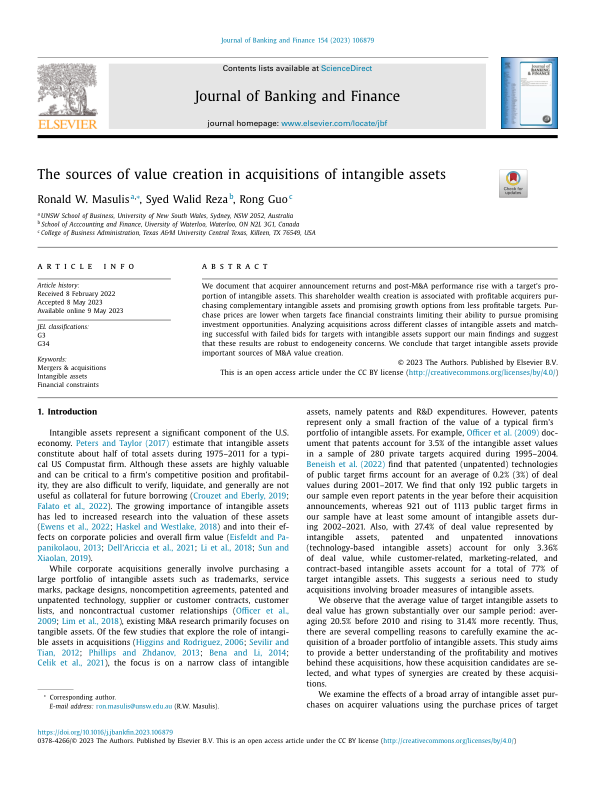 Journal of Banking and Finance 154 (2023) 106879
Contents lists available at ScienceDirect
Journal of Banking and Finance
journal homepage: www.elsevier.com/locate/jbf
ELSEVIER
Journal of
BANKING
& FINANCE
The sources of value creation in acquisitions of intangible assets
Check for
updates
Ronald W. Masulis a,*, Syed Walid Reza b, Rong Guo c
a UNSW School of Business, University of New South Wales, Sydney, NSW 2052, Australia
b School of Acccounting and Finance, Unversity of Waterloo, Waterloo, ON N2L 3G1, Canada
c College of Business Administration, Texas A&M University Central Texas, Killeen, TX 76549, USA
ARTICLE INFO
Article history:
Received 8 February 2022
Accepted 8 May 2023
Available online 9 May 2023
JEL classifications:
G3
G34
Keywords:
Mergers & acquisitions
Intangible assets
Financial constraints
ABSTRACT
We document that acquirer announcement returns and post-M&A performance rise with a target's pro-
portion of intangible assets. This shareholder wealth creation is associated with profitable acquirers pur-
chasing complementary intangible assets and promising growth options from less profitable targets. Pur-
chase prices are lower when targets face financial constraints limiting their ability to pursue promising
investment opportunities. Analyzing acquisitions across different classes of intangible assets and match-
ing successful with failed bids for targets with intangible assets support our main findings and suggest
that these results are robust to endogeneity concerns. We conclude that target intangible assets provide
important sources of M&A value creation.
© 2023 The Authors. Published by Elsevier B.V.
This is an open access article under the CC BY license (http://creativecommons.org/licenses/by/4.0/)
1. Introduction
Intangible assets represent a significant component of the U.S.
economy. Peters and Taylor (2017) estimate that intangible assets
constitute about half of total assets during 1975–2011 for a typi-
cal US Compustat firm. Although these assets are highly valuable
and can be critical to a firm's competitive position and profitabil-
ity, they are also difficult to verify, liquidate, and generally are not
useful as collateral for future borrowing (Crouzet and Eberly, 2019;
Falato et al., 2022). The growing importance of intangible assets
has led to increased research into the valuation of these assets
(Ewens et al., 2022; Haskel and Westlake, 2018) and into their ef-
fects on corporate policies and overall firm value (Eisfeldt and Pa-
panikolaou, 2013; Dell'Ariccia et al., 2021; Li et al., 2018; Sun and
Xiaolan, 2019).
While corporate acquisitions generally involve purchasing a
large portfolio of intangible assets such as trademarks, service
marks, package designs, noncompetition agreements, patented and
unpatented technology, supplier or customer contracts, customer
lists, and noncontractual customer relationships (Officer et al.,
2009; Lim et al., 2018), existing M&A research primarily focuses on
tangible assets. Of the few studies that explore the role of intangi-
ble assets in acquisitions (Higgins and Rodriguez, 2006; Sevilir and
Tian, 2012; Phillips and Zhdanov, 2013; Bena and Li, 2014;
Celik et al., 2021), the focus is on a narrow class of intangible
* Corresponding author.
E-mail address: ron.masulis@unsw.edu.au (R.W. Masulis).
assets, namely patents and R&D expenditures. However, patents
represent only a small fraction of the value of a typical firm's
portfolio of intangible assets. For example, Officer et al. (2009) doc-
ument that patents account for 3.5% of the intangible asset values
in a sample of 280 private targets acquired during 1995–2004.
Beneish et al. (2022) find that patented (unpatented) technologies
of public target firms account for an average of 0.2% (3%) of deal
values during 2001–2017. We find that only 192 public targets in
our sample even report patents in the year before their acquisition
announcements, whereas 921 out of 1113 public target firms in
our sample have at least some amount of intangible assets dur-
ing 2002–2021. Also, with 27.4% of deal value represented by
intangible assets, patented and unpatented innovations
(technology-based intangible assets) account for only 3.36%
of deal value, while customer-related, marketing-related, and
contract-based intangible assets account for a total of 77% of
target intangible assets. This suggests a serious need to study
acquisitions involving broader measures of intangible assets.
We observe that the average value of target intangible assets to
deal value has grown substantially over our sample period: aver-
aging 20.5% before 2010 and rising to 31.4% more recently. Thus,
there are several compelling reasons to carefully examine the ac-
quisition of a broader portfolio of intangible assets. This study aims
to provide a better understanding of the profitability and motives
behind these acquisitions, how these acquisition candidates are se-
lected, and what types of synergies are created by these acquisi-
tions.
We examine the effects of a broad array of intangible asset pur-
chases on acquirer valuations using the purchase prices of target
https://doi.org/10.1016/j.jbankfin.2023.106879
0378-4266/© 2023 The Authors. Published by Elsevier B.V. This is an open access article under the CC BY license (http://creativecommons.org/licenses/by/4.0/)